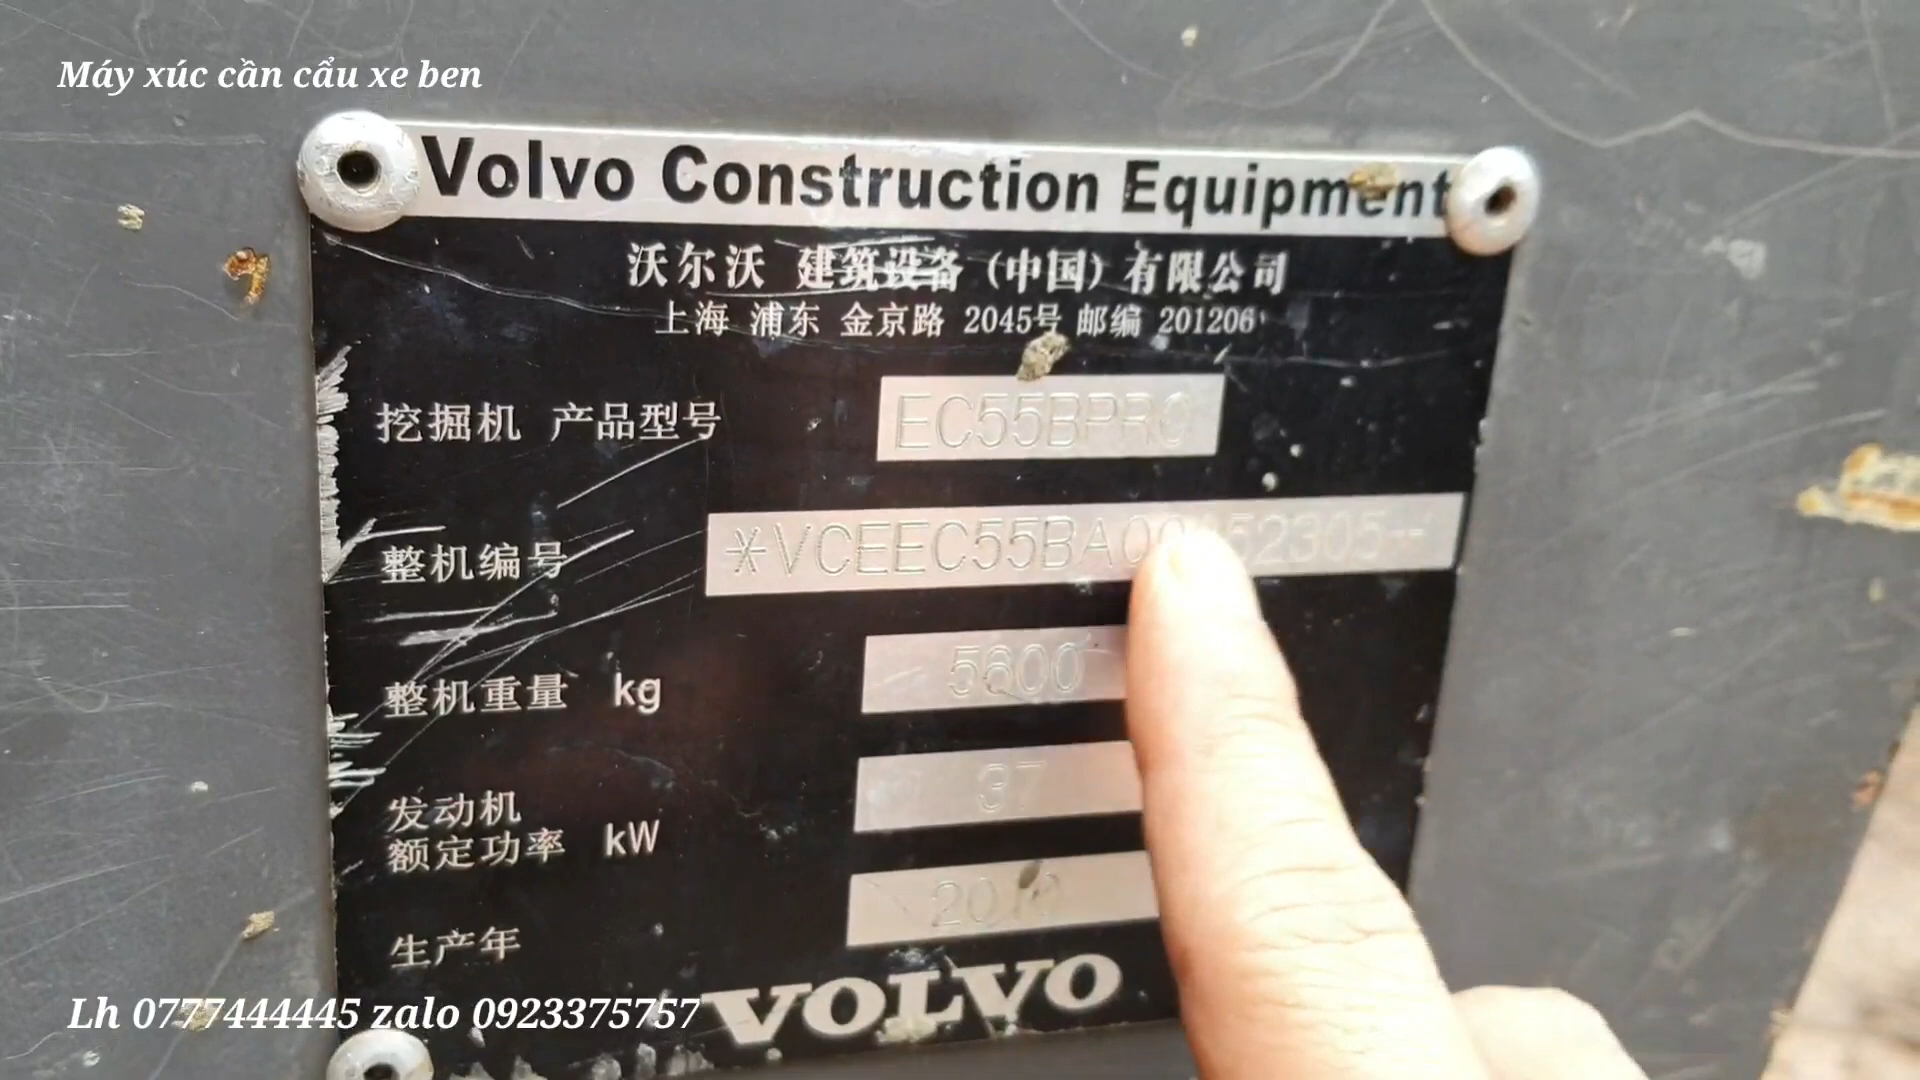 Máy xúc cần cẩu xe ben
Volvo Construction Equipment
沃尔沃 建筑设备（中国）有限公司
上海 浦东 金京路 2045号 邮编 201206
挖掘机 产品型号 EC55BPRO
整机编号
整机重量 kg 5600
发动机
额定功率 kW 37
生产年
VOLVO
Lh 0777444445 zalo 0923375757